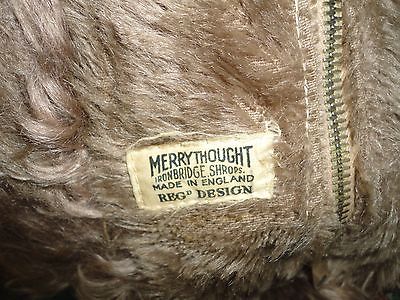 MERRYTHOUGHT
IRONBRIDGE, SHROPS.
MADE IN ENGLAND
REGD DESIGN